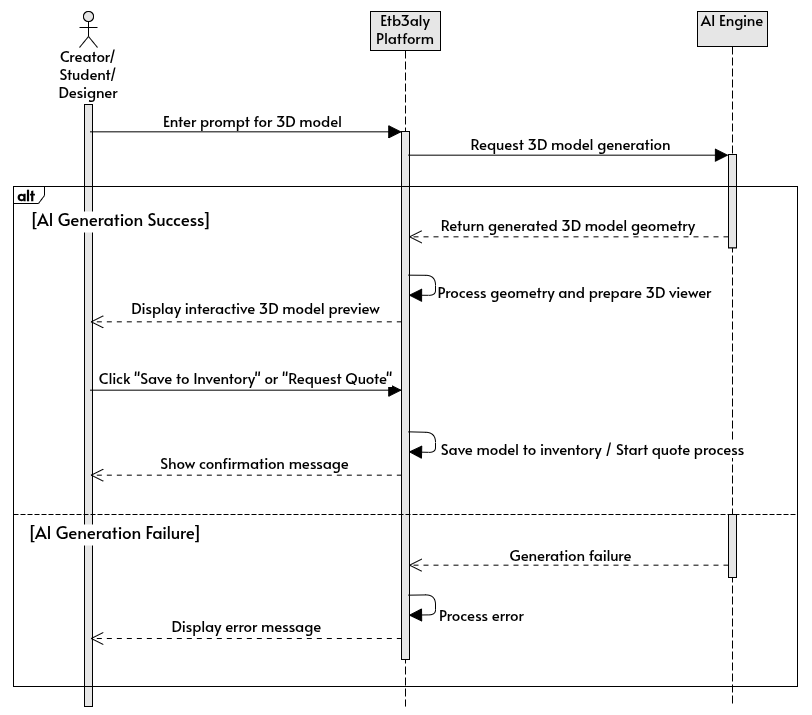 Creator/
Student/
Designer
Etb3aly
Platform
AI Engine
Enter prompt for 3D model
Request 3D model generation
alt
[AI Generation Success]
Return generated 3D model geometry
Process geometry and prepare 3D viewer
Display interactive 3D model preview
Click "Save to Inventory" or "Request Quote"
Save model to inventory / Start quote process
Show confirmation message
[AI Generation Failure]
Generation failure
Process error
Display error message